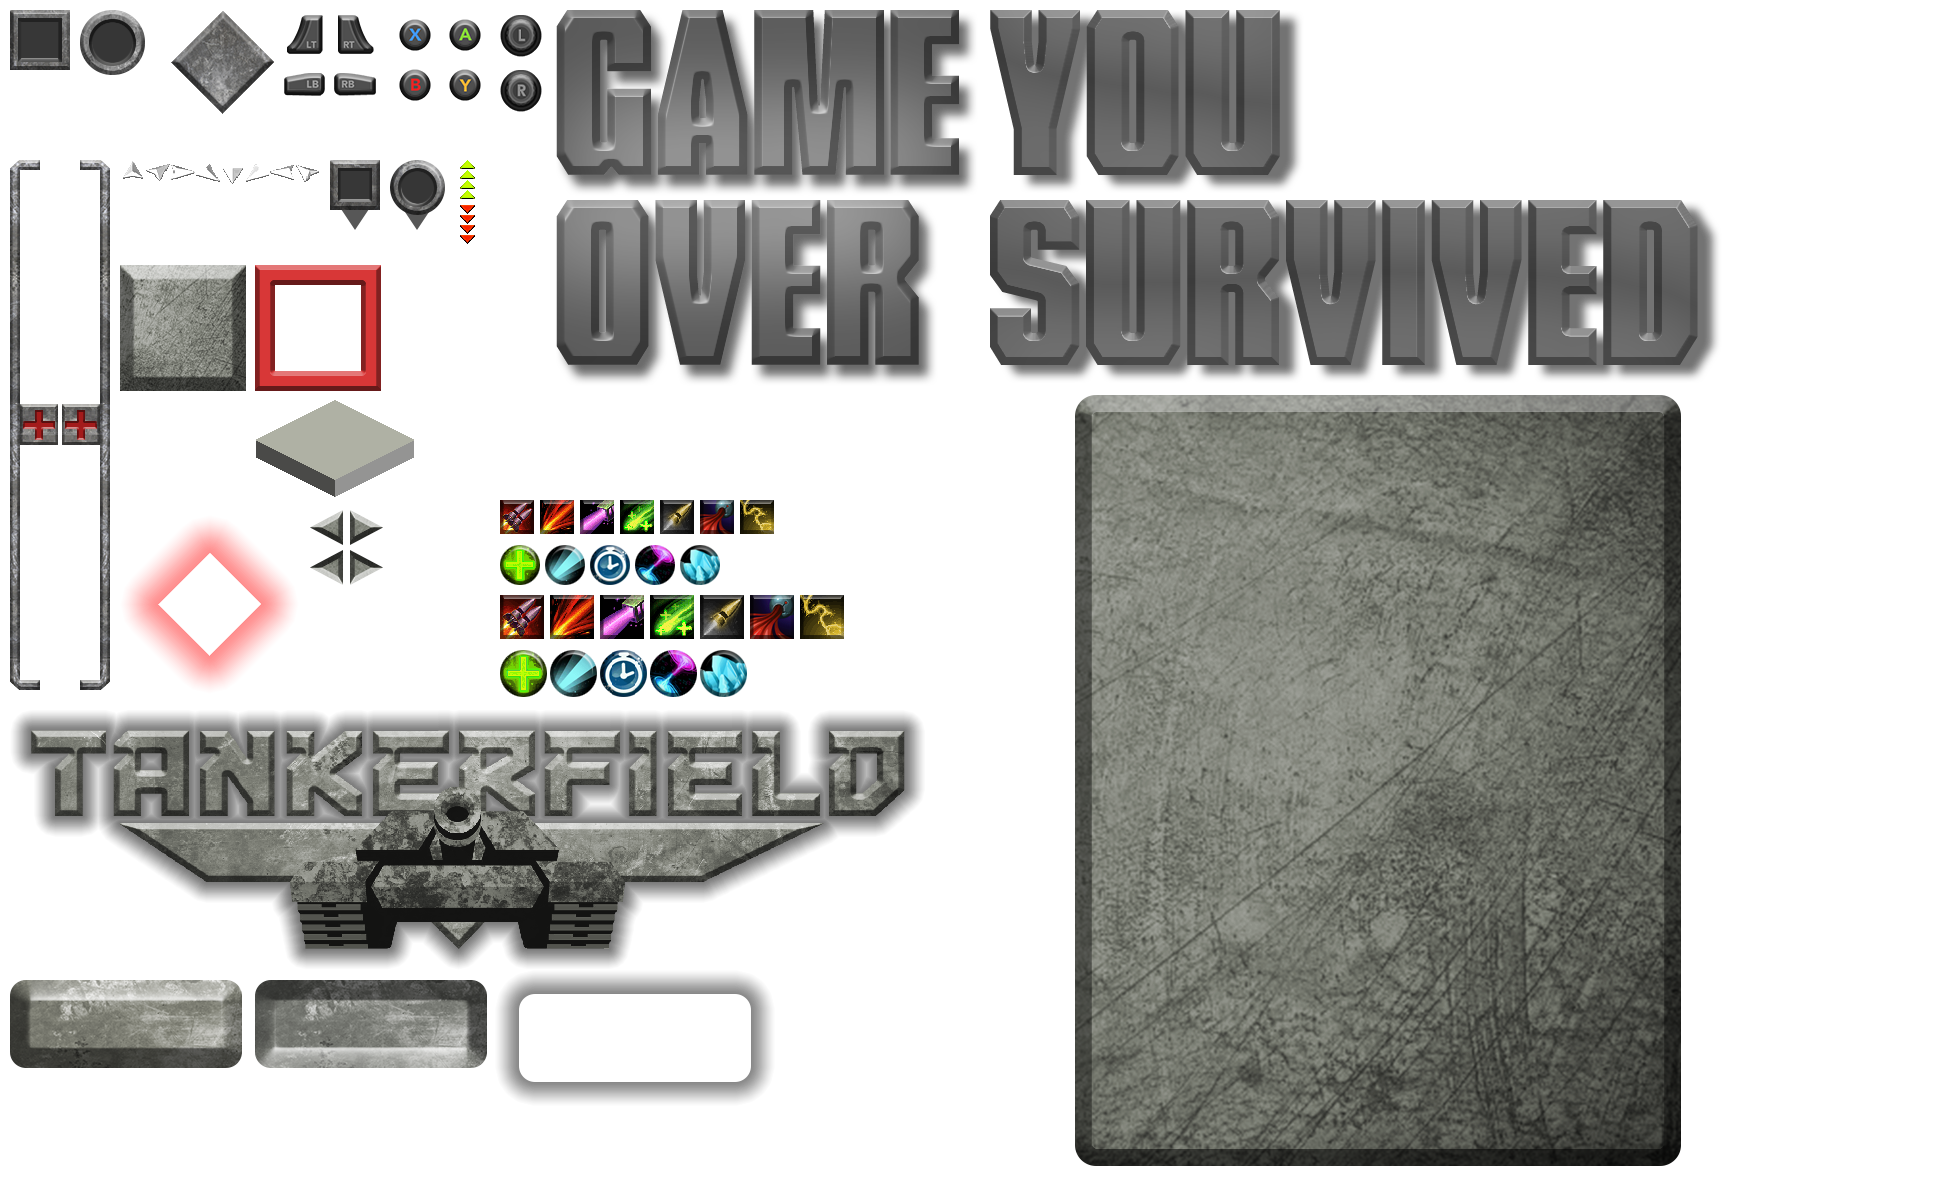 LT RT
X A L
LB RB
B Y R
GAME YOU
OVER SURVIVED
TANKERFIELD